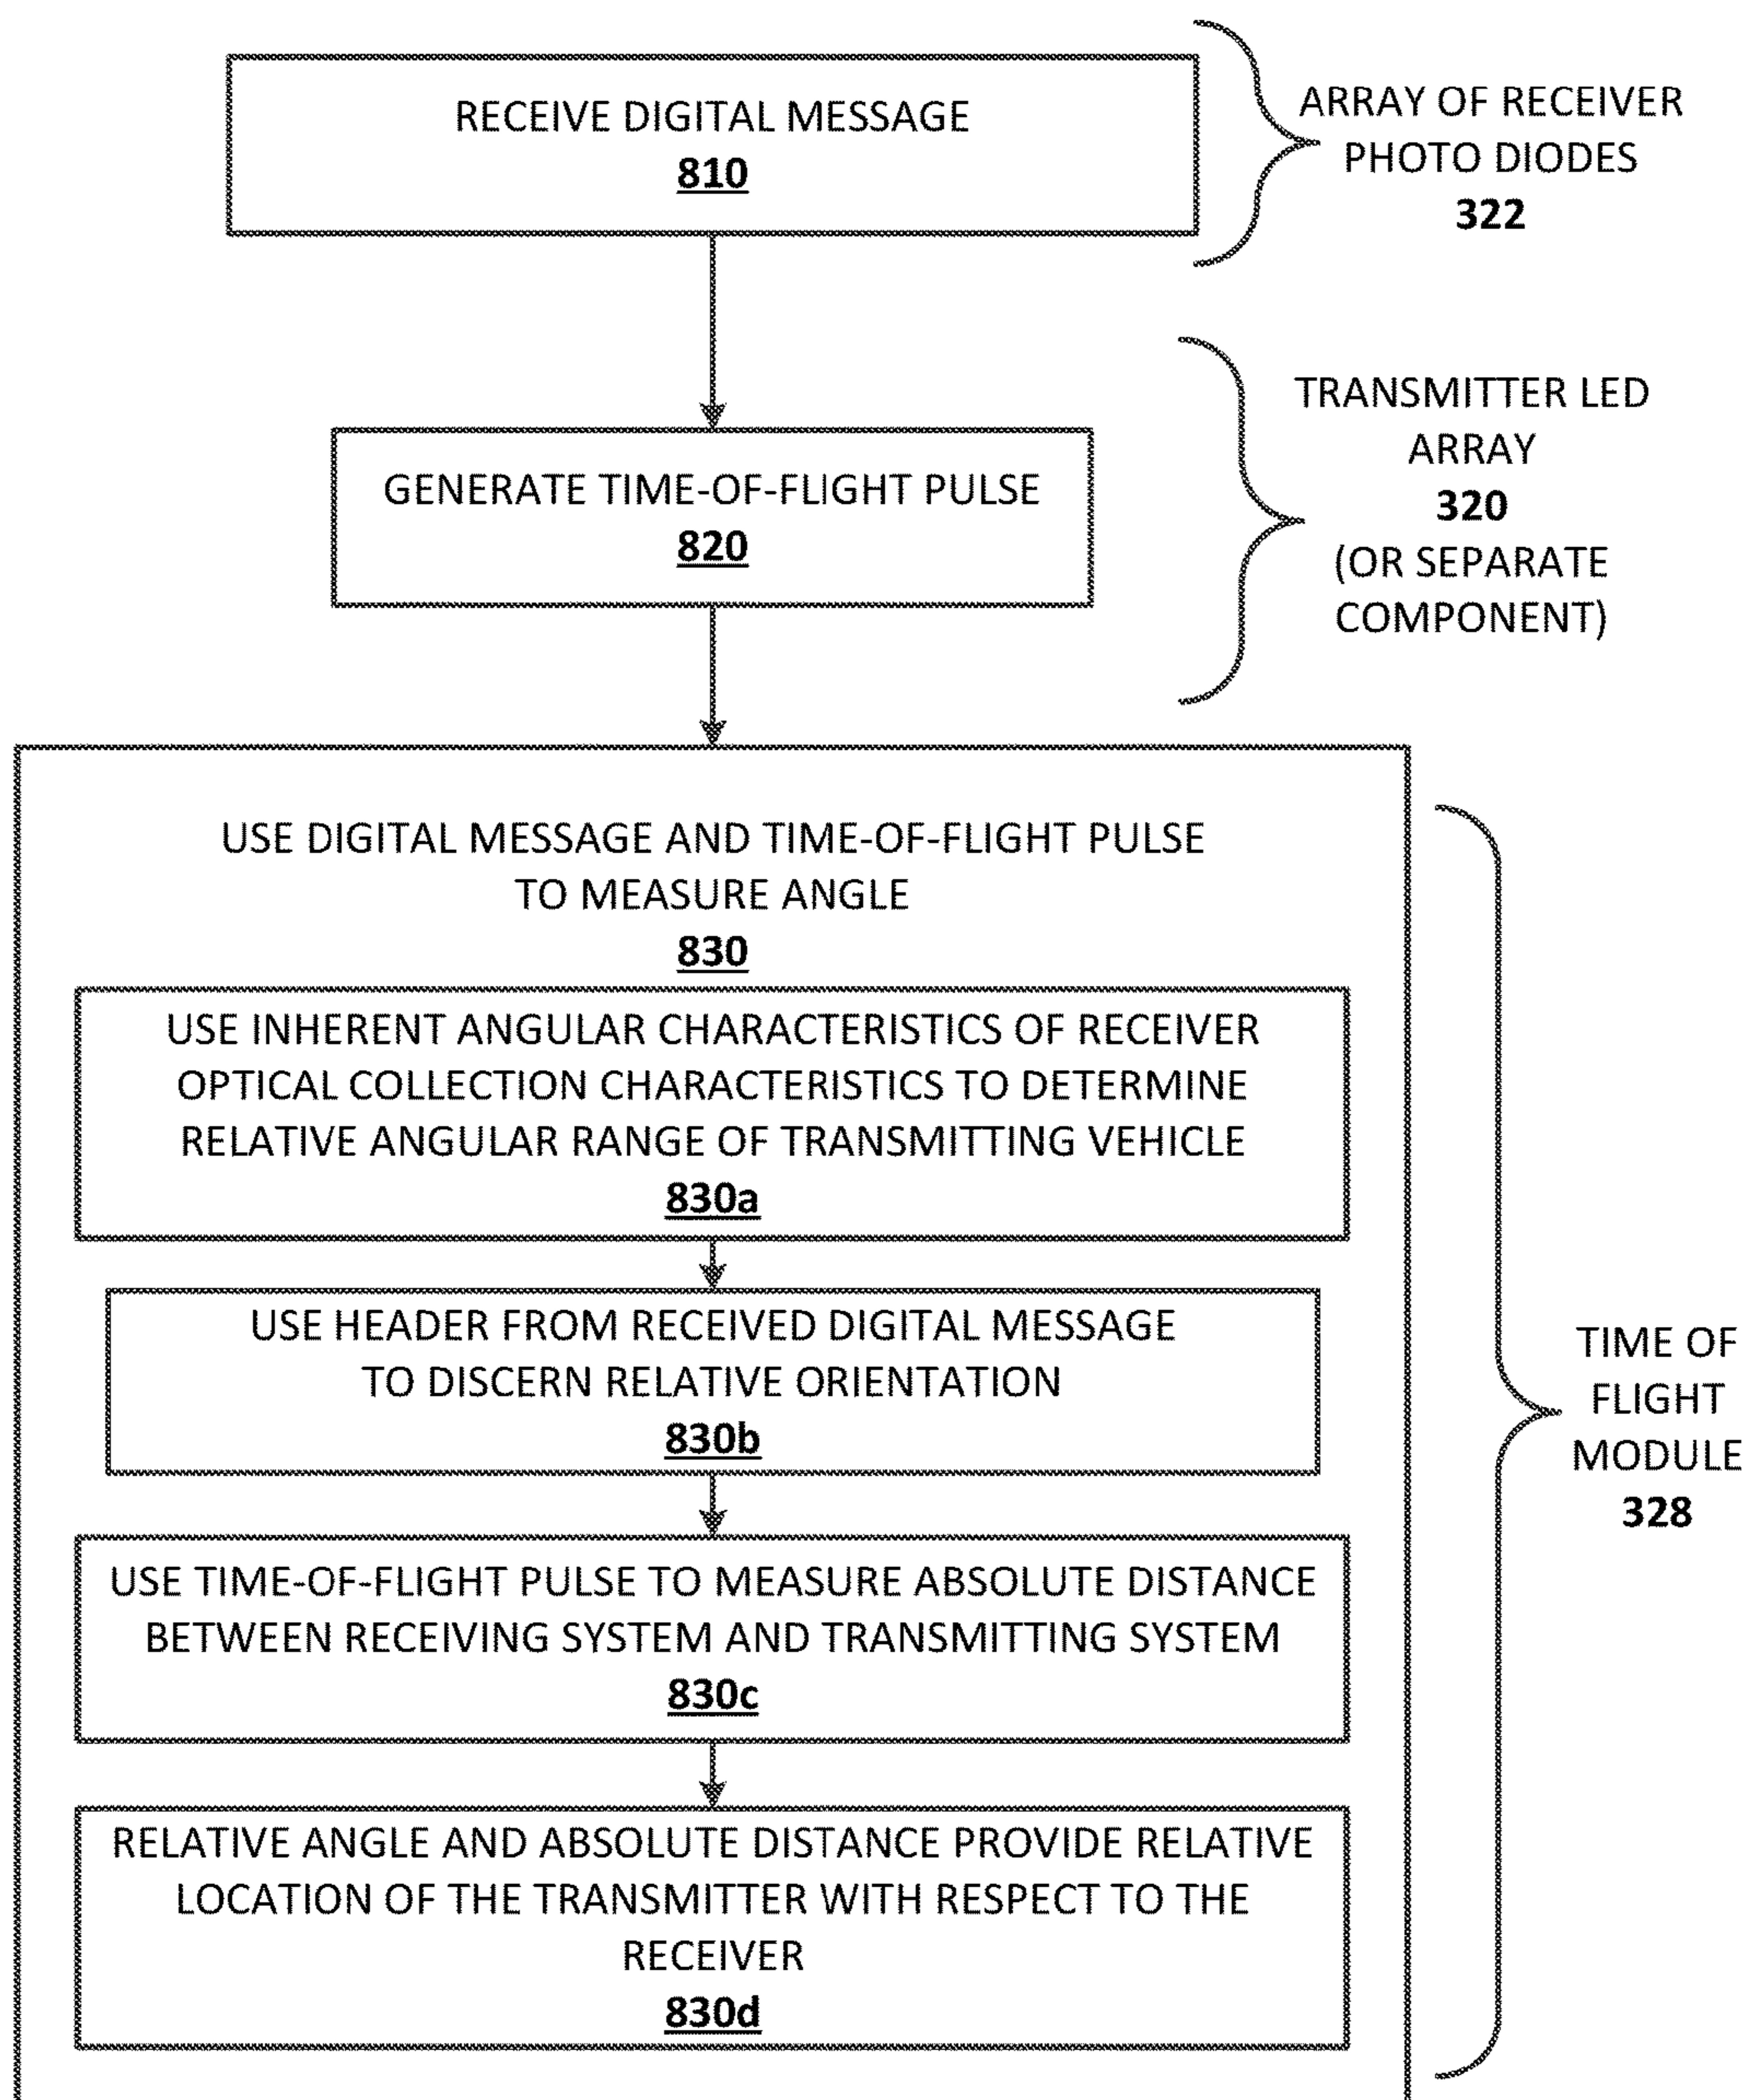 RECEIVE DIGITAL MESSAGE
810
ARRAY OF RECEIVER
PHOTO DIODES
322
GENERATE TIME-OF-FLIGHT PULSE
820
TRANSMITTER LED
ARRAY
320
(OR SEPARATE
COMPONENT)
USE DIGITAL MESSAGE AND TIME-OF-FLIGHT PULSE
TO MEASURE ANGLE
830
USE INHERENT ANGULAR CHARACTERISTICS OF RECEIVER
OPTICAL COLLECTION CHARACTERISTICS TO DETERMINE
RELATIVE ANGULAR RANGE OF TRANSMITTING VEHICLE
830a
USE HEADER FROM RECEIVED DIGITAL MESSAGE
TO DISCERN RELATIVE ORIENTATION
830b
USE TIME-OF-FLIGHT PULSE TO MEASURE ABSOLUTE DISTANCE
BETWEEN RECEIVING SYSTEM AND TRANSMITTING SYSTEM
830c
RELATIVE ANGLE AND ABSOLUTE DISTANCE PROVIDE RELATIVE
LOCATION OF THE TRANSMITTER WITH RESPECT TO THE
RECEIVER
830d
TIME OF
FLIGHT
MODULE
328